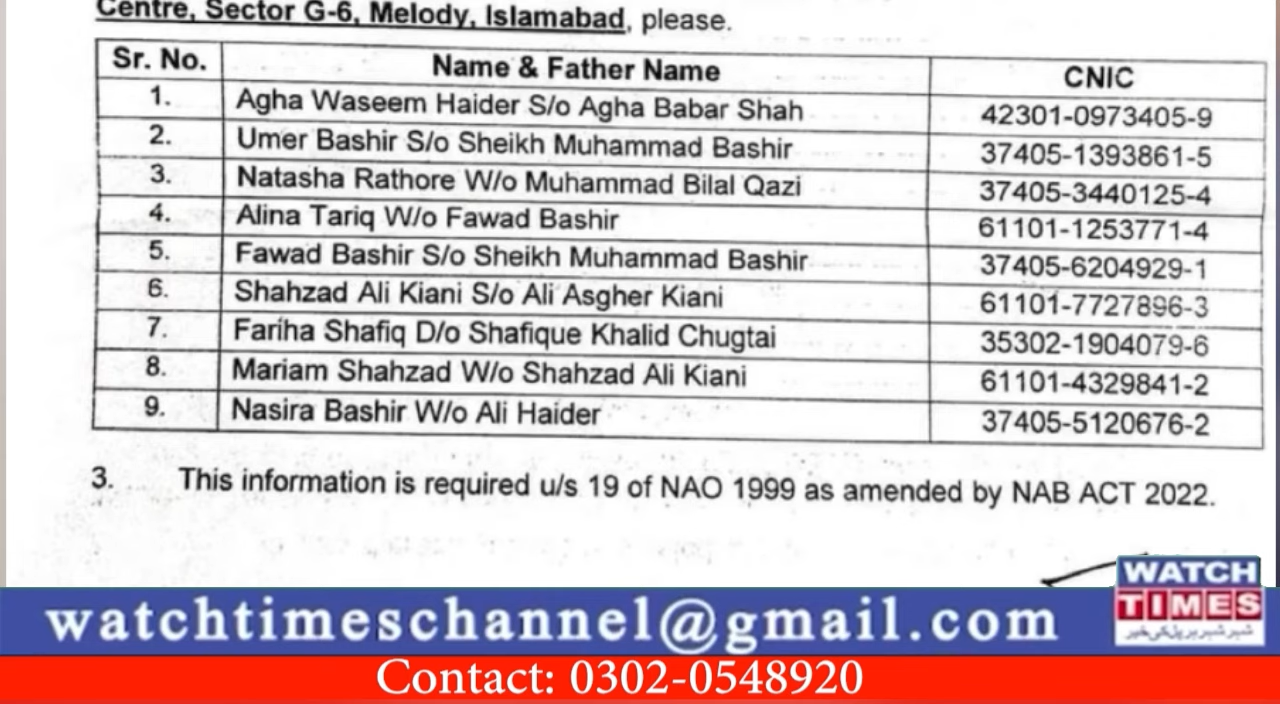 Centre, Sector G-6, Melody, Islamabad, please.
Sr. No. Name & Father Name CNIC
1. Agha Waseem Haider S/o Agha Babar Shah 42301-0973405-9
2. Umer Bashir S/o Sheikh Muhammad Bashir 37405-1393861-5
3. Natasha Rathore W/o Muhammad Bilal Qazi 37405-3440125-4
4. Alina Tariq W/o Fawad Bashir 61101-1253771-4
5. Fawad Bashir S/o Sheikh Muhammad Bashir 37405-6204929-1
6. Shahzad Ali Kiani S/o Ali Asgher Kiani 61101-7727896-3
7. Fariha Shafiq D/o Shafique Khalid Chugtai 35302-1904079-6
8. Mariam Shahzad W/o Shahzad Ali Kiani 61101-4329841-2
9. Nasira Bashir W/o Ali Haider 37405-5120676-2
3. This information is required u/s 19 of NAO 1999 as amended by NAB ACT 2022.
WATCH
TIMES
شہر شہر ہر پل کی خبر
watchtimeschannel@gmail.com
Contact: 0302-0548920